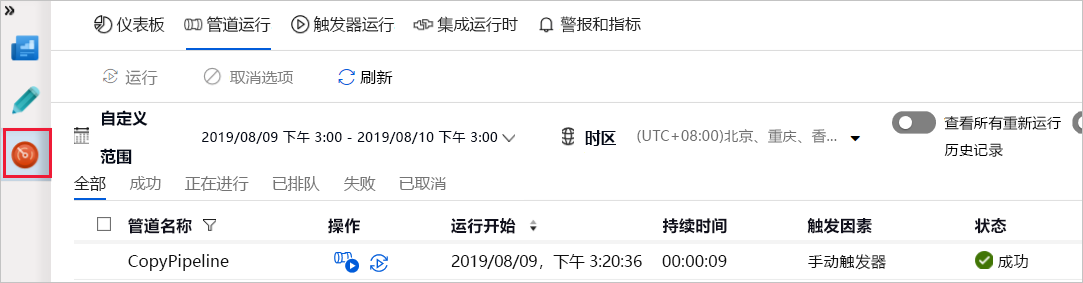 仪表板 管道运行 触发器运行 集成运行时 警报和指标
运行 取消选项 刷新
自定义
范围
2019/08/09 下午 3:00 - 2019/08/10 下午 3:00
时区 (UTC+08:00)北京、重庆、香...
查看所有重新运行
历史记录
全部 成功 正在进行 已排队 失败 已取消
管道名称 操作 运行开始 持续时间 触发因素 状态
CopyPipeline 2019/08/09，下午 3:20:36 00:00:09 手动触发器 成功